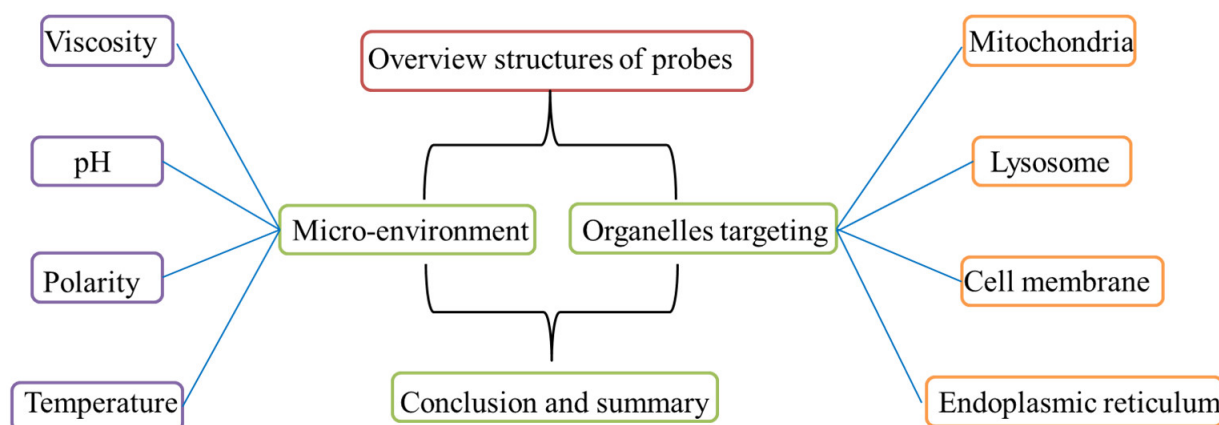 Viscosity
pH
Polarity
Temperature
Overview structures of probes
Micro-environment
Organelles targeting
Conclusion and summary
Mitochondria
Lysosome
Cell membrane
Endoplasmic reticulum